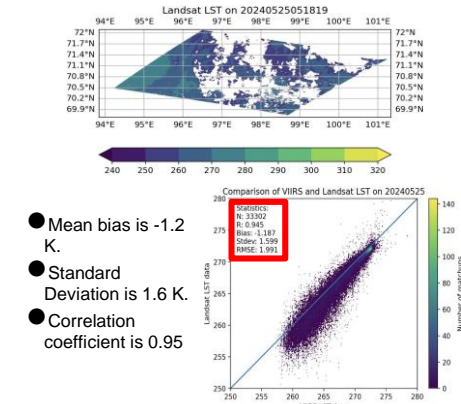 Landsat LST on 20240525051819
94°E 95°E 96°E 97°E 98°E 99°E 100°E 101°E
72°N 72°N
71.7°N 71.7°N
71.4°N 71.4°N
71.1°N 71.1°N
70.8°N 70.8°N
70.5°N 70.5°N
70.2°N 70.2°N
69.9°N 69.9°N
94°E 95°E 96°E 97°E 98°E 99°E 100°E 101°E
240 250 260 270 280 290 300 310 320
● Mean bias is -1.2
K.
● Standard
Deviation is 1.6 K.
● Correlation
coefficient is 0.95
Comparison of VIIRS and Landsat LST on 20240525
Statistics:
N: 33302
R: 0.945
Bias: -1.187
Stdev: 1.599
RMSE: 1.991
Landsat LST data
280
275
270
265
260
255
250
250 255 260 265 270 275 280
140
120
100
80
60
40
20
0
Number of matchups